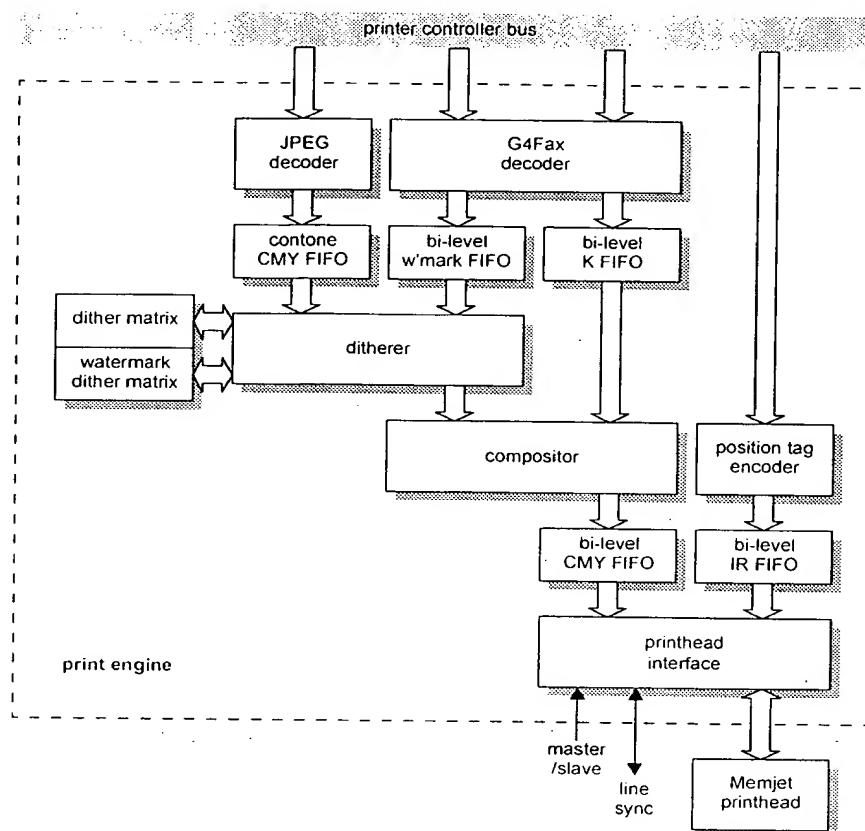 printer controller bus
JPEG
decoder
G4Fax
decoder
contone
CMY FIFO
bi-level
w'mark FIFO
bi-level
K FIFO
dither matrix
watermark
dither matrix
ditherer
compositor
position tag
encoder
bi-level
CMY FIFO
bi-level
IR FIFO
printhead
interface
print engine
master
/slave
line
sync
Memjet
printhead